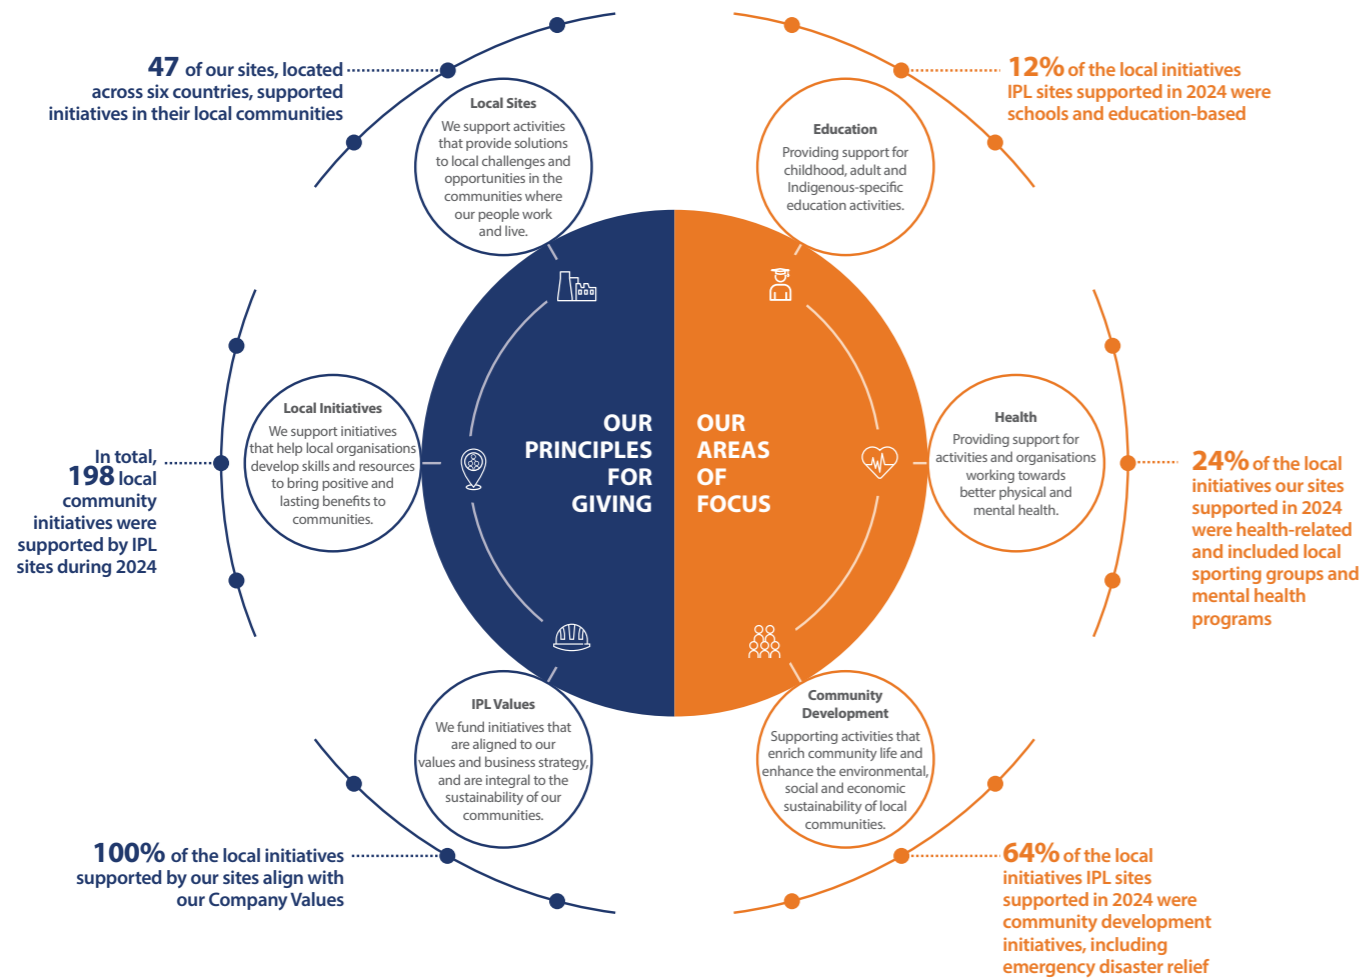 47 of our sites, located
across six countries, supported
initiatives in their local communities
Local Sites
We support activities
that provide solutions
to local challenges and
opportunities in the
communities where
our people work
and live.
Education
Providing support for
childhood, adult and
Indigenous-specific
education activities.
12% of the local initiatives
IPL sites supported in 2024 were
schools and education-based
In total,
198 local
community
initiatives were
supported by IPL
sites during 2024
Local Initiatives
We support initiatives
that help local organisations
develop skills and resources
to bring positive and
lasting benefits to
communities.
OUR
PRINCIPLES
FOR
GIVING
OUR
AREAS
OF
FOCUS
Health
Providing support for
activities and organisations
working towards
better physical and
mental health.
24% of the local
initiatives our sites
supported in 2024
were health-related
and included local
sporting groups and
mental health
programs
IPL Values
We fund initiatives that
are aligned to our
values and business strategy,
and are integral to the
sustainability of our
communities.
Community
Development
Supporting activities that
enrich community life and
enhance the environmental,
social and economic
sustainability of local
communities.
100% of the local initiatives
supported by our sites align with
our Company Values
64% of the local
initiatives IPL sites
supported in 2024 were
community development
initiatives, including
emergency disaster relief